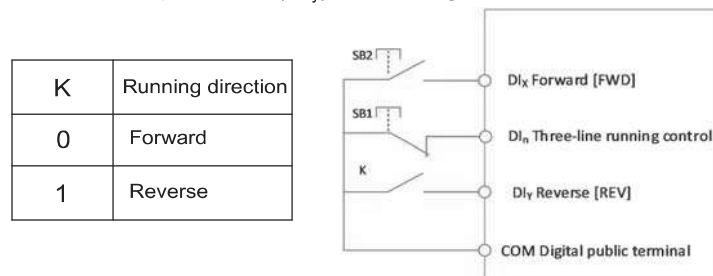 K Running direction
0 Forward
1 Reverse
SB2
DIX Forward [FWD]
SB1
DIn Three-line running control
K
DIY Reverse [REV]
COM Digital public terminal